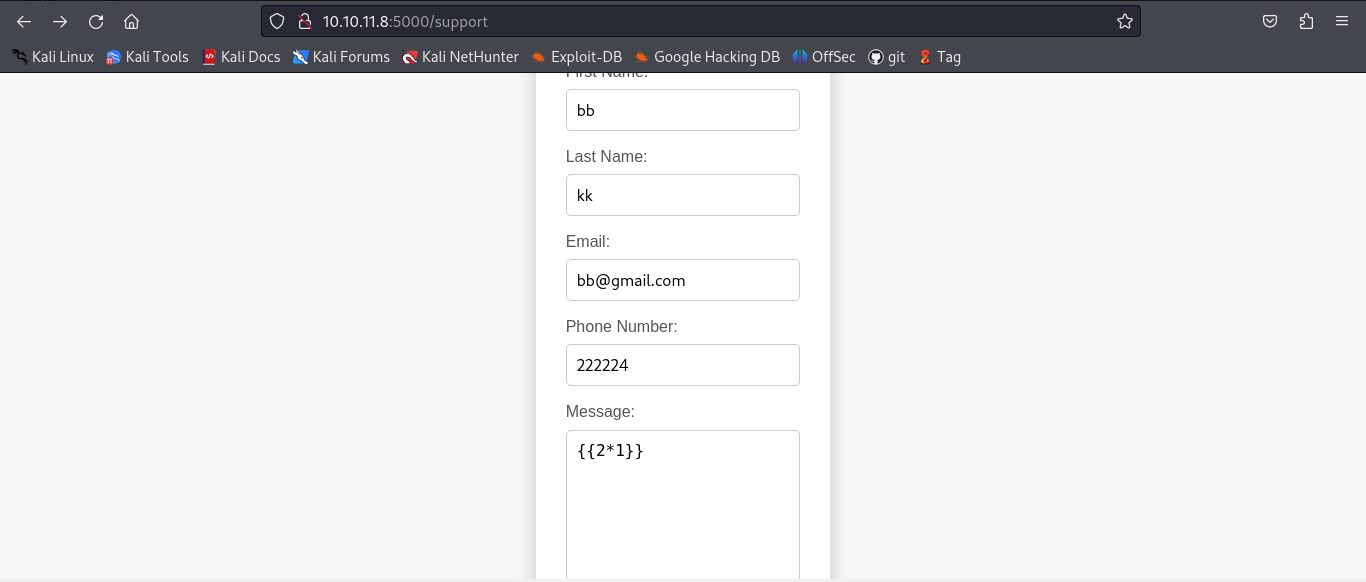 10.10.11.8:5000/support
Kali Linux Kali Tools Kali Docs Kali Forums Kali NetHunter Exploit-DB Google Hacking DB OffSec git Tag
First Name:
bb
Last Name:
kk
Email:
bb@gmail.com
Phone Number:
222224
Message:
{{2*1}}